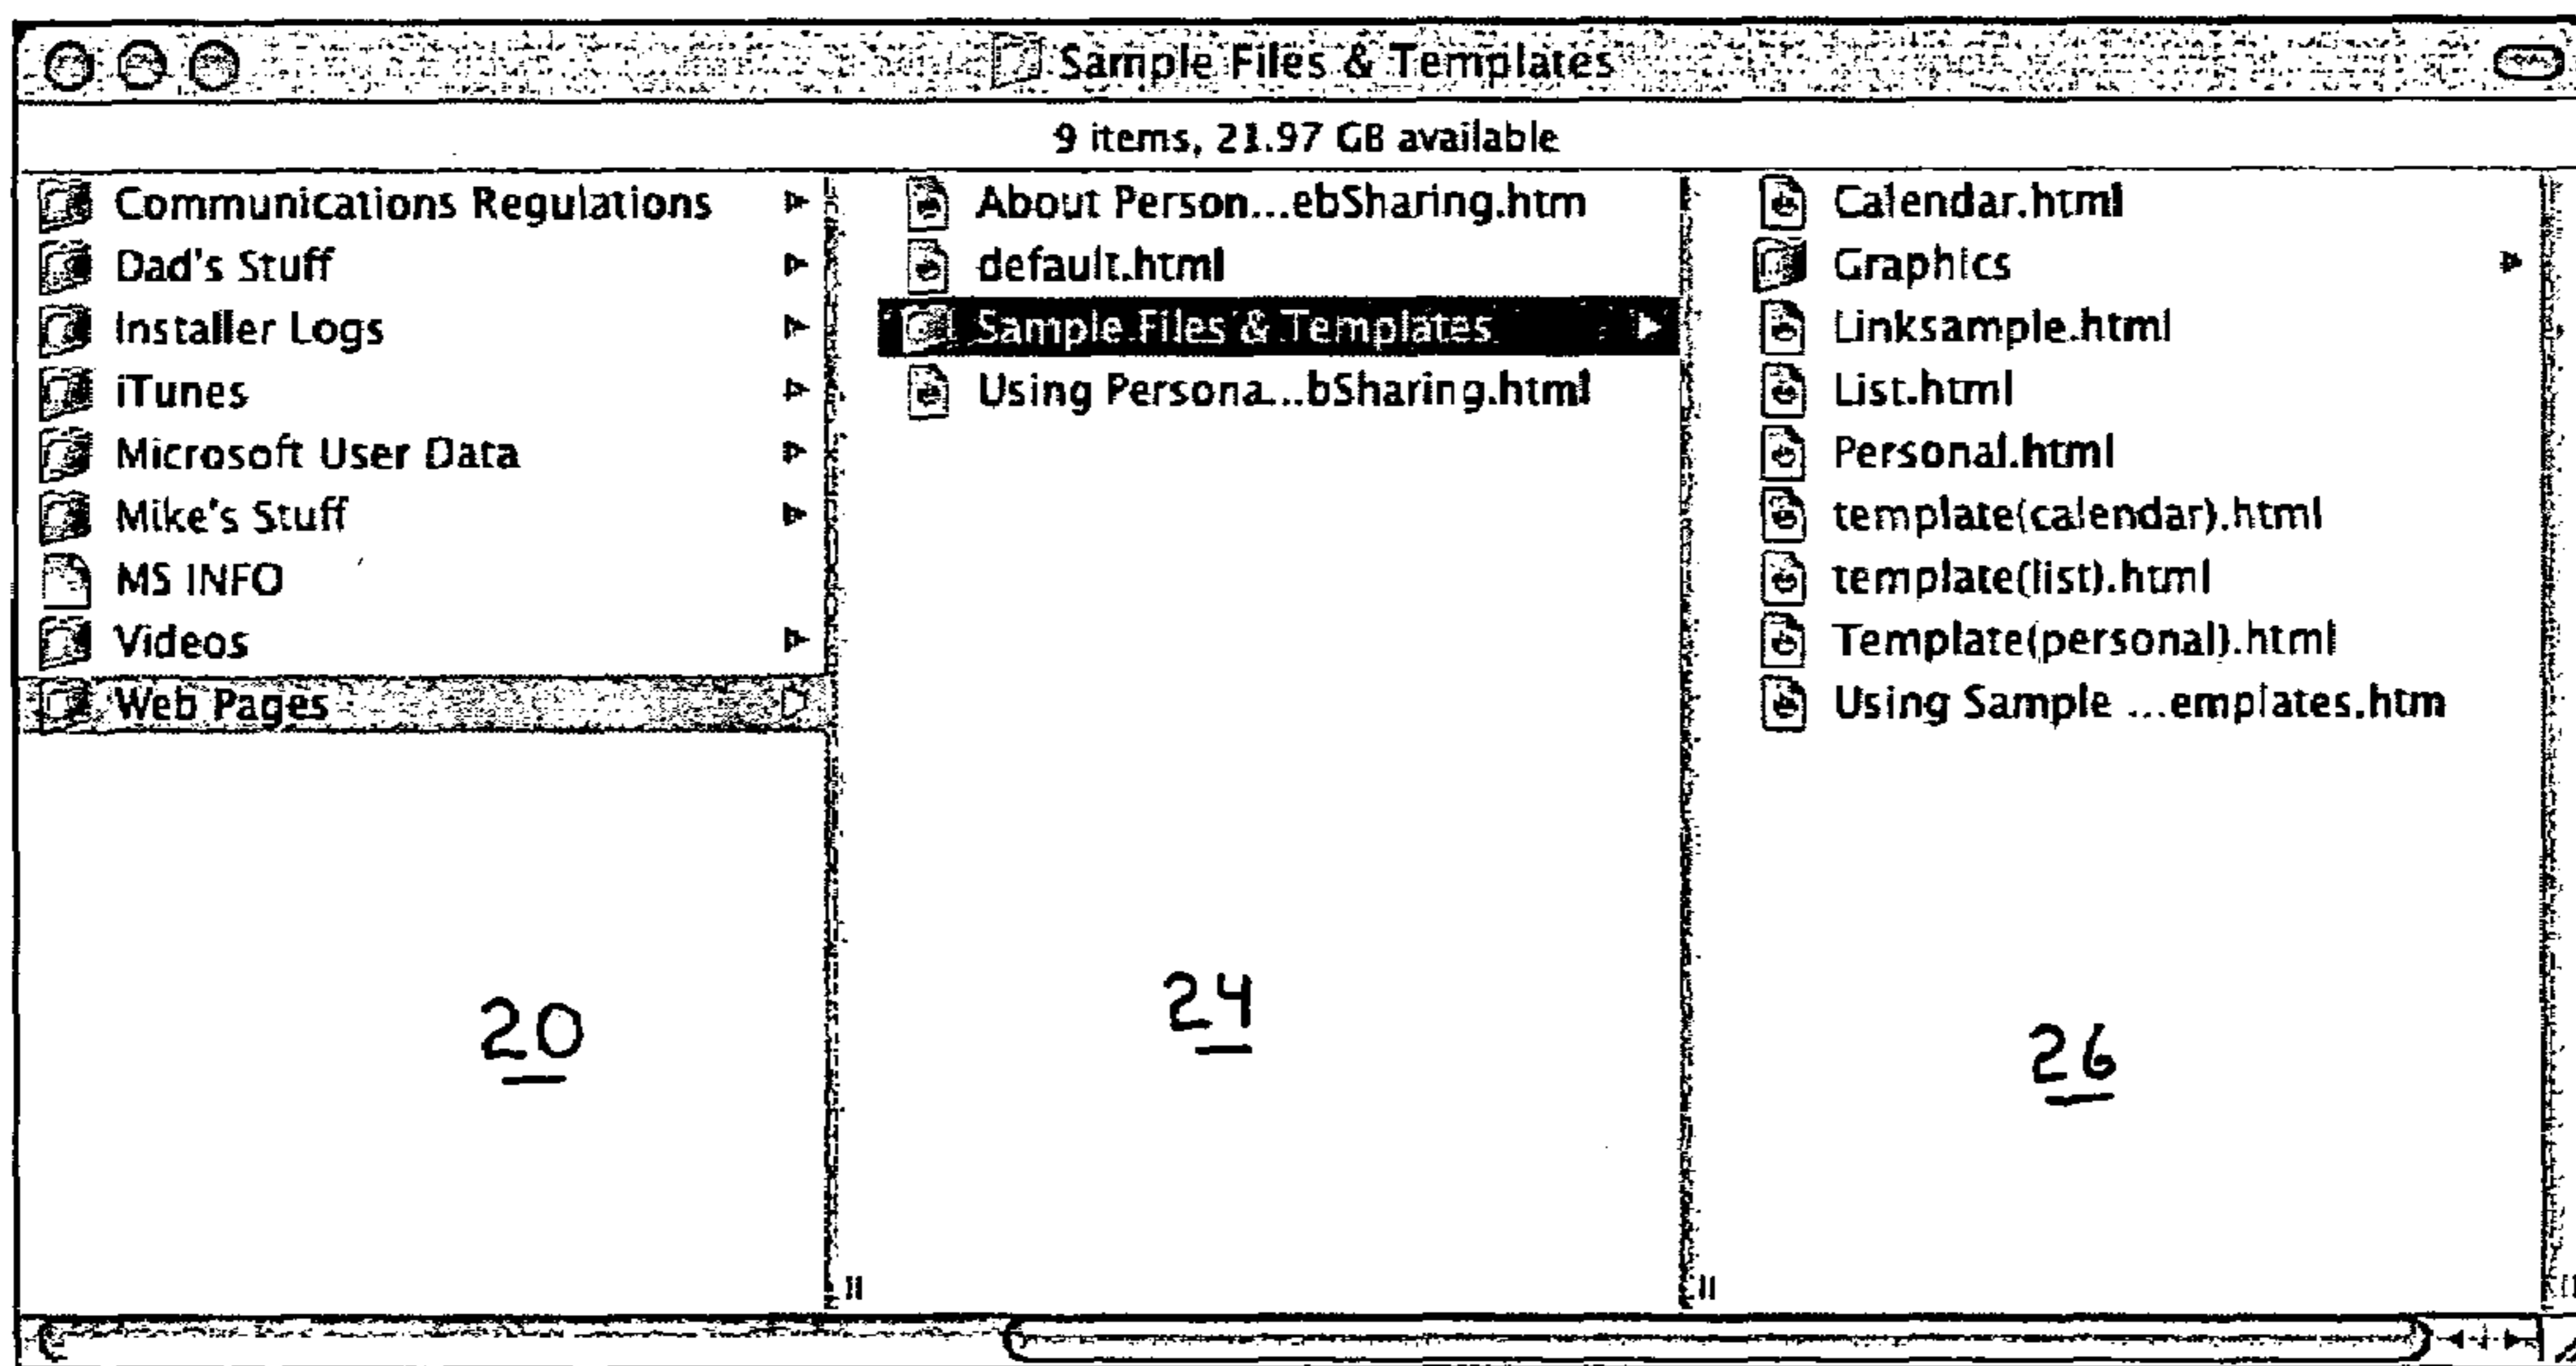 Sample Files & Templates
9 items, 21.97 GB available
Communications Regulations
Dad's Stuff
Installer Logs
iTunes
Microsoft User Data
Mike's Stuff
MS INFO
Videos
Web Pages
20
About Person...ebSharing.htm
default.html
Sample Files & Templates
Using Persona...bSharing.html
24
Calendar.html
Graphics
Linksample.html
List.html
Personal.html
template(calendar).html
template(list).html
Template(personal).html
Using Sample ...emplates.htm
26